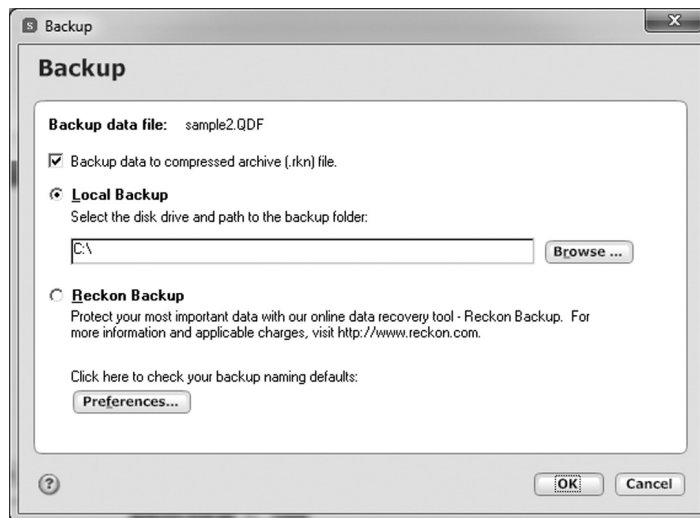 S Backup
X
Backup
Backup data file: sample2.QDF
Backup data to compressed archive (.rkn) file.
Local Backup
Select the disk drive and path to the backup folder:
C:\
Browse ...
Reckon Backup
Protect your most important data with our online data recovery tool - Reckon Backup. For
more information and applicable charges, visit http://www.reckon.com.
Click here to check your backup naming defaults:
Preferences...
?
OK
Cancel